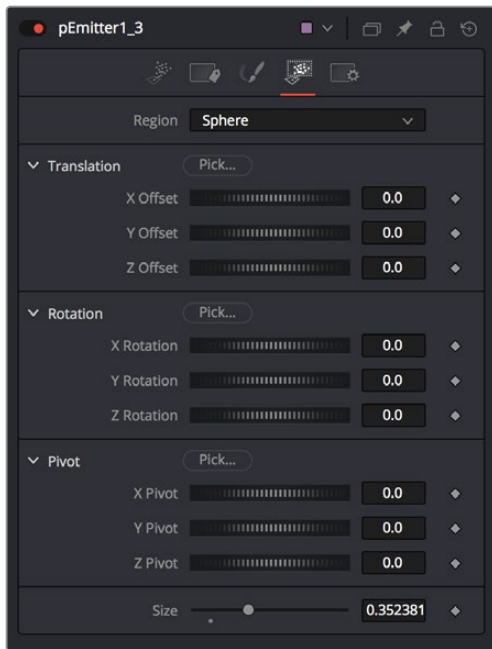 pEmitter1_3
Region Sphere
Translation Pick...
X Offset 0.0
Y Offset 0.0
Z Offset 0.0
Rotation Pick...
X Rotation 0.0
Y Rotation 0.0
Z Rotation 0.0
Pivot Pick...
X Pivot 0.0
Y Pivot 0.0
Z Pivot 0.0
Size 0.352381